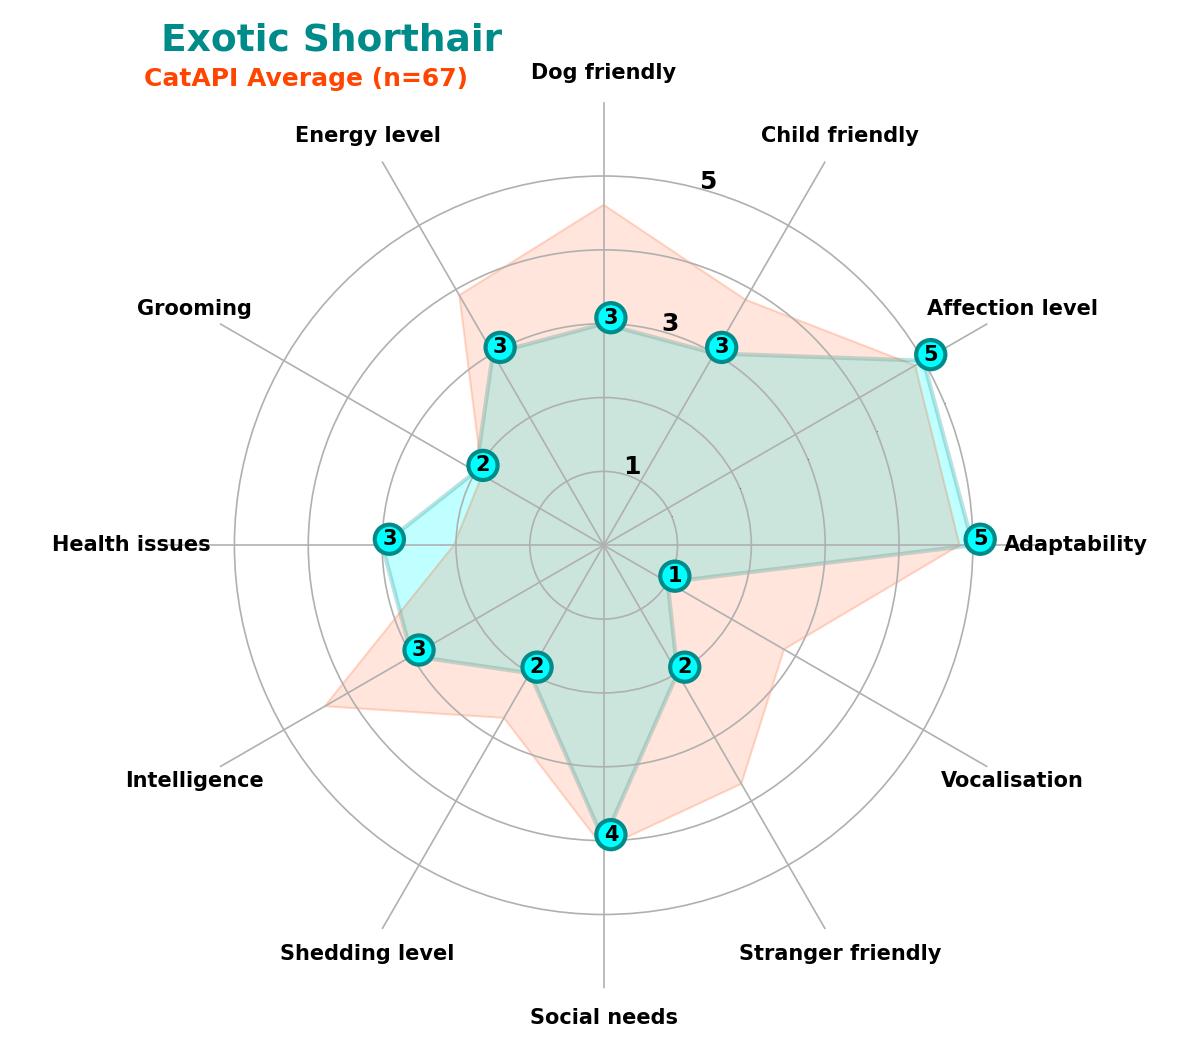 Exotic Shorthair
CatAPI Average (n=67)
Dog friendly
Energy level
Child friendly
5
Grooming
Affection level
3
3
3
3
5
2
1
Health issues
3
5
Adaptability
1
3
2
2
Intelligence
Vocalisation
4
Shedding level
Stranger friendly
Social needs